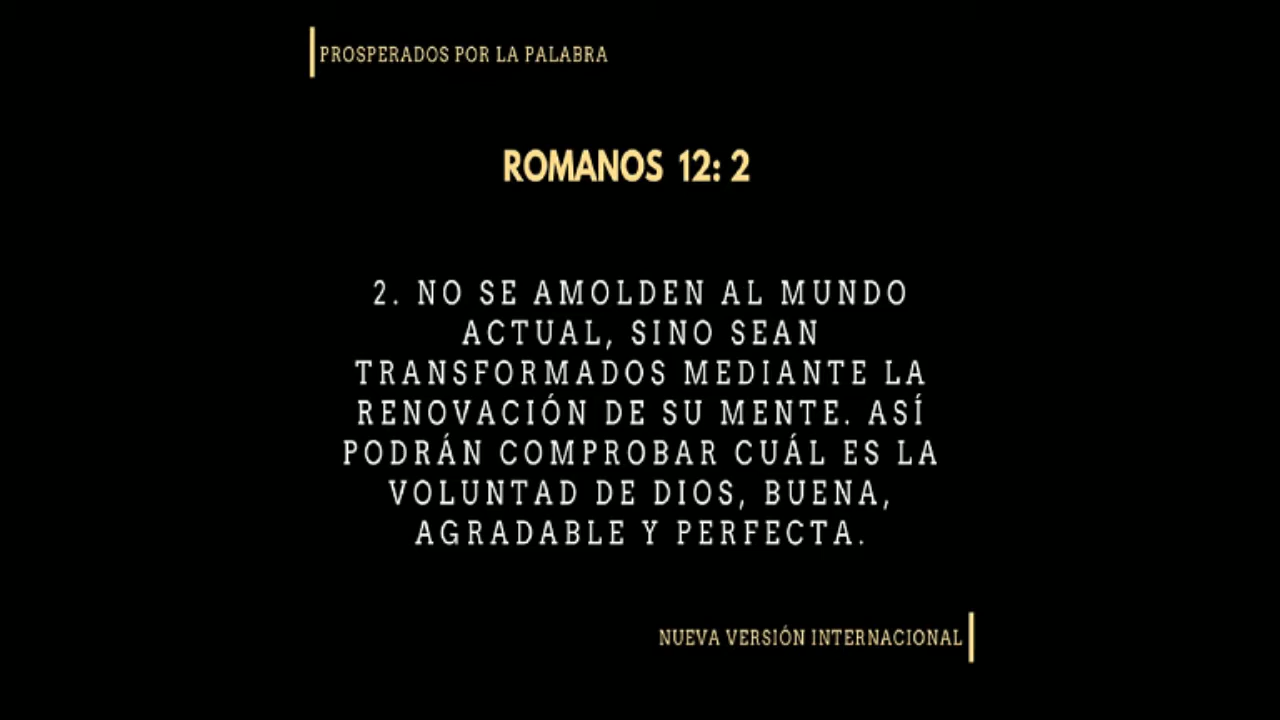 PROSPERADOS POR LA PALABRA
ROMANOS 12: 2
2. NO SE AMOLDEN AL MUNDO
ACTUAL, SINO SEAN
TRANSFORMADOS MEDIANTE LA
RENOVACIÓN DE SU MENTE. ASÍ
PODRÁN COMPROBAR CUÁL ES LA
VOLUNTAD DE DIOS, BUENA,
AGRADABLE Y PERFECTA.
NUEVA VERSIÓN INTERNACIONAL